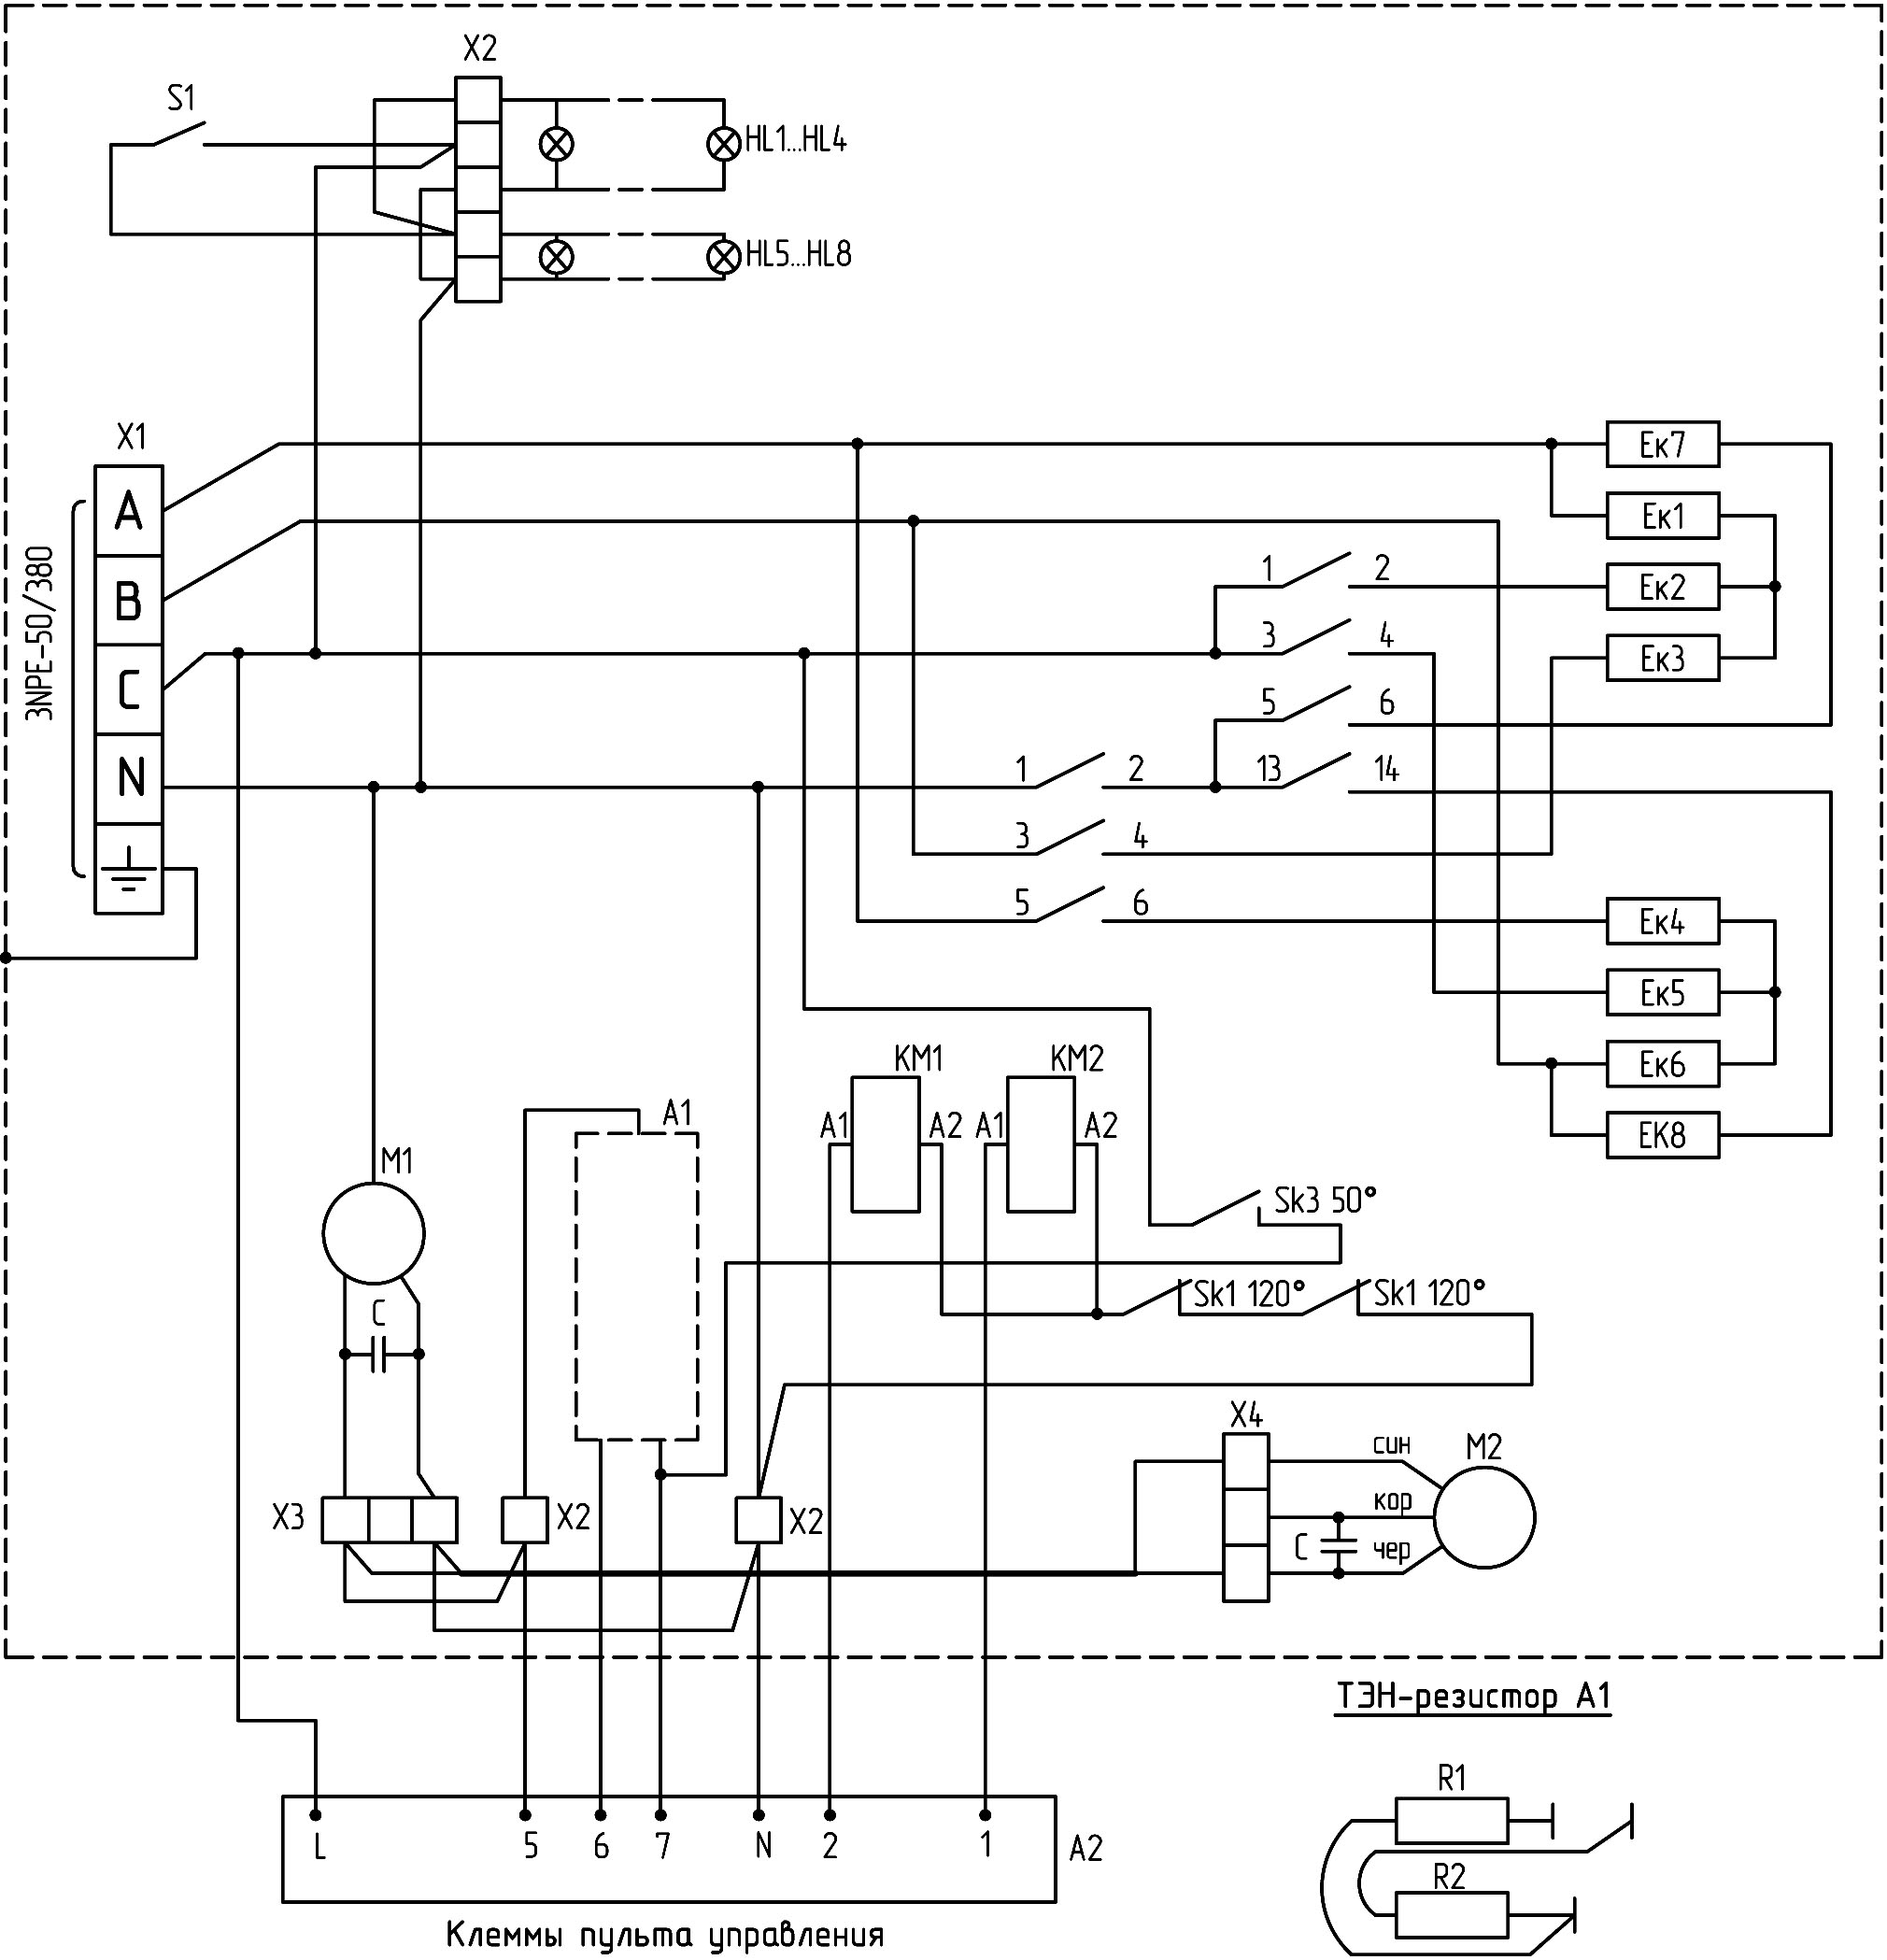 X2
S1
HL1...HL4
HL5...HL8
X1
A
B
C
N
3NPE-50/380
Ек7
Ек1
1 2
Ек2
3 4
Ек3
5 6
1 2
13 14
3 4
5 6
Ек4
Ек5
Ек6
ЕК8
KM1
KM2
A1
A1 A2 A1 A2
M1
Sk3 50°
Sk1 120°
Sk1 120°
C
X4
син
M2
кор
C
чер
X3
X2
X2
ТЭН-резистор А1
R1
R2
L 5 6 7 N 2 1
A2
Клеммы пульта управления